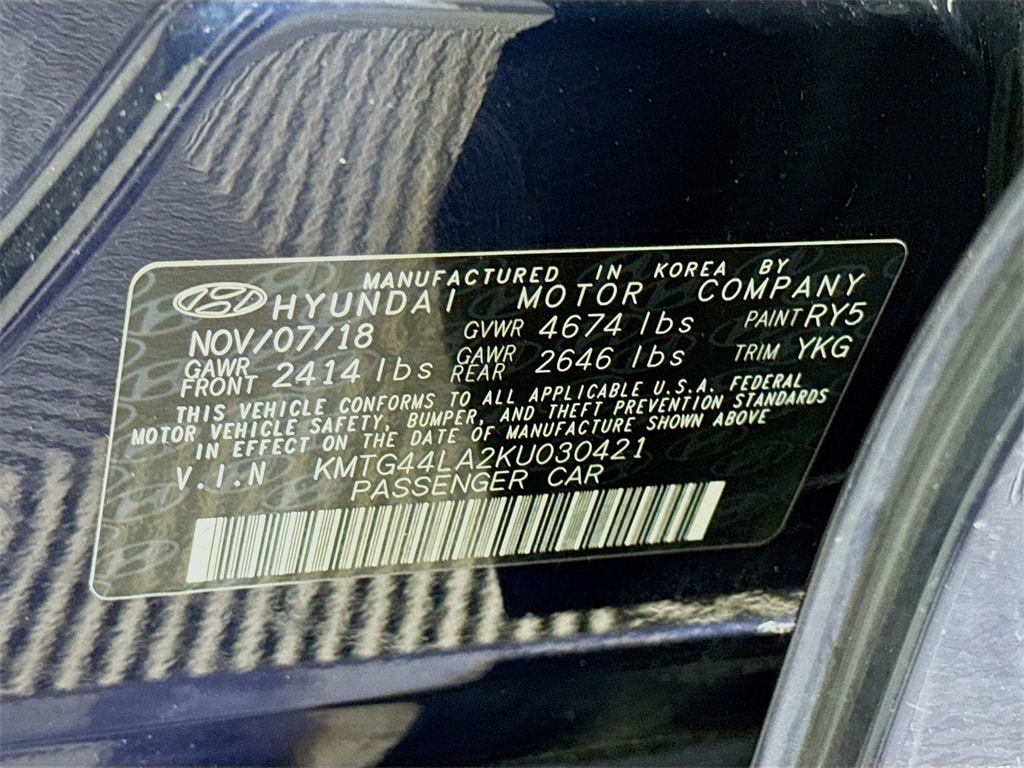 MANUFACTURED IN KOREA BY
HYUNDAI MOTOR COMPANY
NOV/07/18 GVWR 4674 lbs PAINT RY5
GAWR FRONT 2414 lbs GAWR REAR 2646 lbs TRIM YKG
THIS VEHICLE CONFORMS TO ALL APPLICABLE U.S.A. FEDERAL
MOTOR VEHICLE SAFETY, BUMPER, AND THEFT PREVENTION STANDARDS
IN EFFECT ON THE DATE OF MANUFACTURE SHOWN ABOVE
V.I.N KMTG44LA2KU030421
PASSENGER CAR